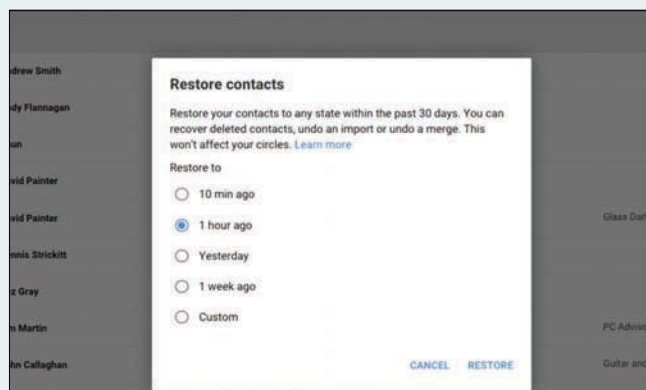 drew Smith
dy Flannagan
un
vid Painter
vid Painter
Glass Dar
nnis Strickitt
z Gray
n Martin
PC Advis
hn Callaghan
Guitar and
Restore contacts
Restore your contacts to any state within the past 30 days. You can
recover deleted contacts, undo an import or undo a merge. This
won't affect your circles. Learn more
Restore to
10 min ago
1 hour ago
Yesterday
1 week ago
Custom
CANCEL RESTORE